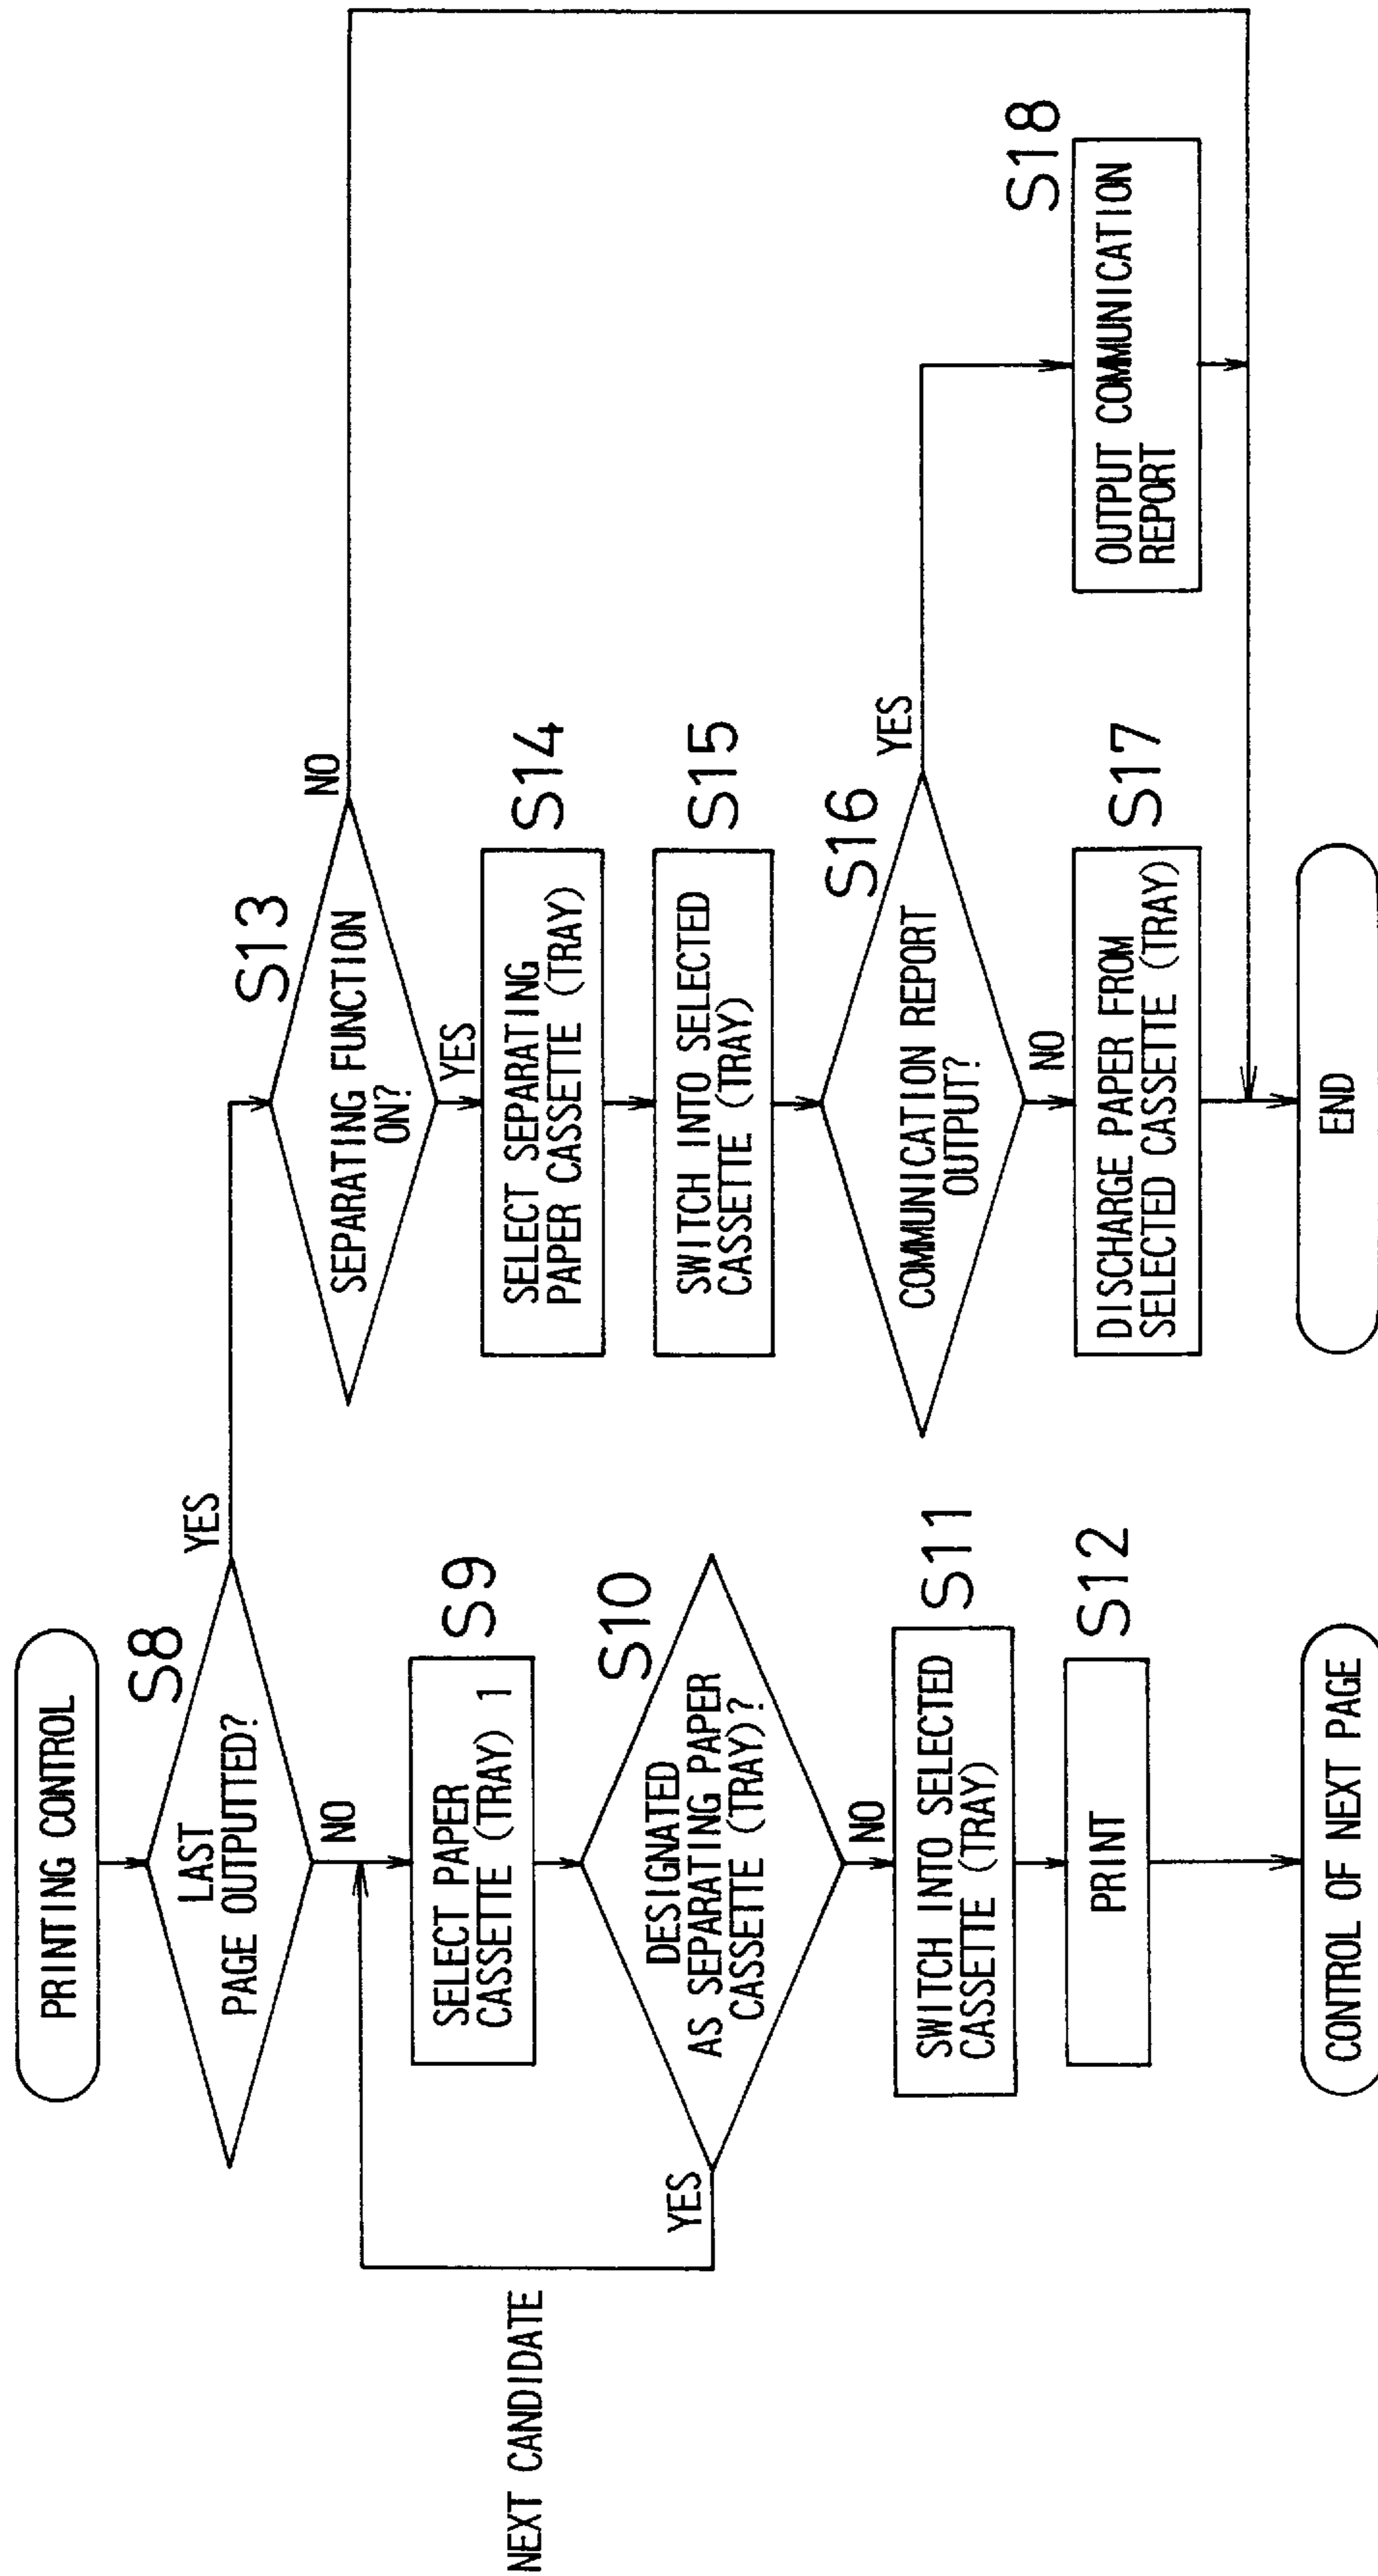 PRINTING CONTROL
S8
LAST
PAGE OUTPUTTED?
YES
NO
S9
SELECT PAPER
CASSETTE (TRAY) 1
S10
DESIGNATED
AS SEPARATING PAPER
CASSETTE (TRAY)?
YES
NEXT CANDIDATE
NO
S11
SWITCH INTO SELECTED
CASSETTE (TRAY)
S12
PRINT
CONTROL OF NEXT PAGE
S13
SEPARATING FUNCTION
ON?
NO
YES
S14
SELECT SEPARATING
PAPER CASSETTE (TRAY)
S15
SWITCH INTO SELECTED
CASSETTE (TRAY)
S16
COMMUNICATION REPORT
OUTPUT?
YES
NO
S17
DISCHARGE PAPER FROM
SELECTED CASSETTE (TRAY)
S18
OUTPUT COMMUNICATION
REPORT
END